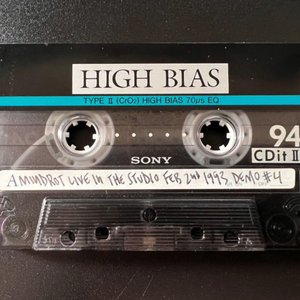 HIGH BIAS
TYPE II (CrO₂) HIGH BIAS 70µs EQ
94
CDit II
SONY
A MINDROT LIVE IN THE STUDIO FEB 2ND 1993 DEMO #4